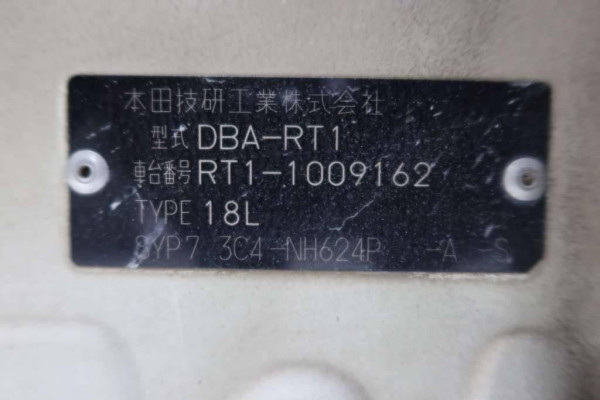 本田技研工業株式会社
型式 DBA-RT1
車台番号 RT1-1009162
TYPE 18L
SYP7 3C4-NH624P -A -S